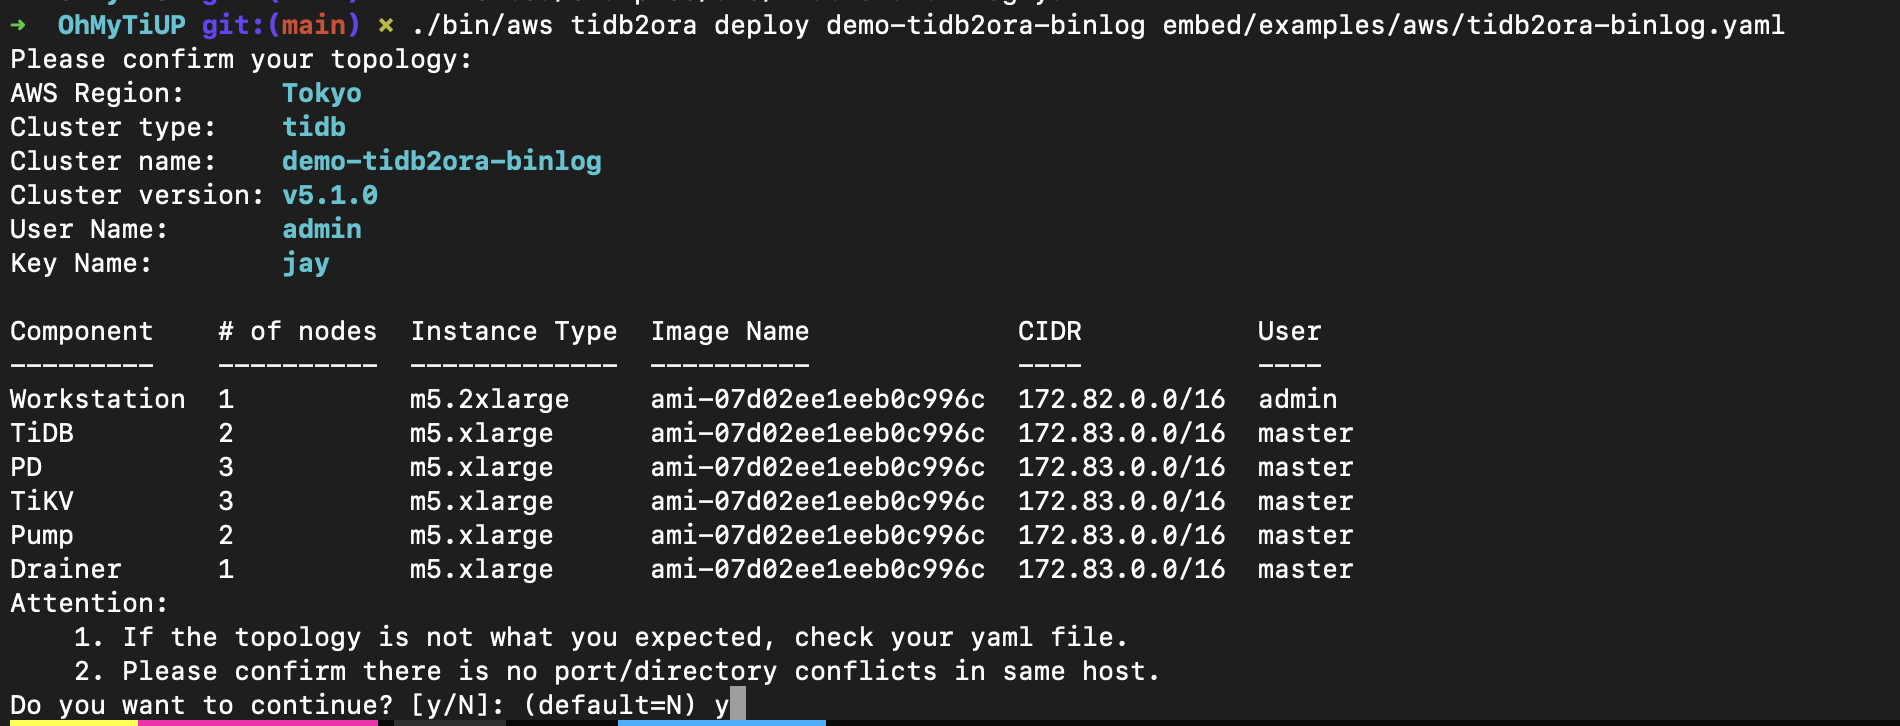 ➜  OhMyTiUP git:(main) ✗ ./bin/aws tidb2ora deploy demo-tidb2ora-binlog embed/examples/aws/tidb2ora-binlog.yaml
Please confirm your topology:
AWS Region:      Tokyo
Cluster type:    tidb
Cluster name:    demo-tidb2ora-binlog
Cluster version: v5.1.0
User Name:       admin
Key Name:        jay
Component    # of nodes  Instance Type  Image Name             CIDR           User
---------    ----------  -------------  ----------             ----           ----
Workstation  1           m5.2xlarge     ami-07d02ee1eeb0c996c  172.82.0.0/16  admin
TiDB         2           m5.xlarge      ami-07d02ee1eeb0c996c  172.83.0.0/16  master
PD           3           m5.xlarge      ami-07d02ee1eeb0c996c  172.83.0.0/16  master
TiKV         3           m5.xlarge      ami-07d02ee1eeb0c996c  172.83.0.0/16  master
Pump         2           m5.xlarge      ami-07d02ee1eeb0c996c  172.83.0.0/16  master
Drainer      1           m5.xlarge      ami-07d02ee1eeb0c996c  172.83.0.0/16  master
Attention:
    1. If the topology is not what you expected, check your yaml file.
    2. Please confirm there is no port/directory conflicts in same host.
Do you want to continue? [y/N]: (default=N) y